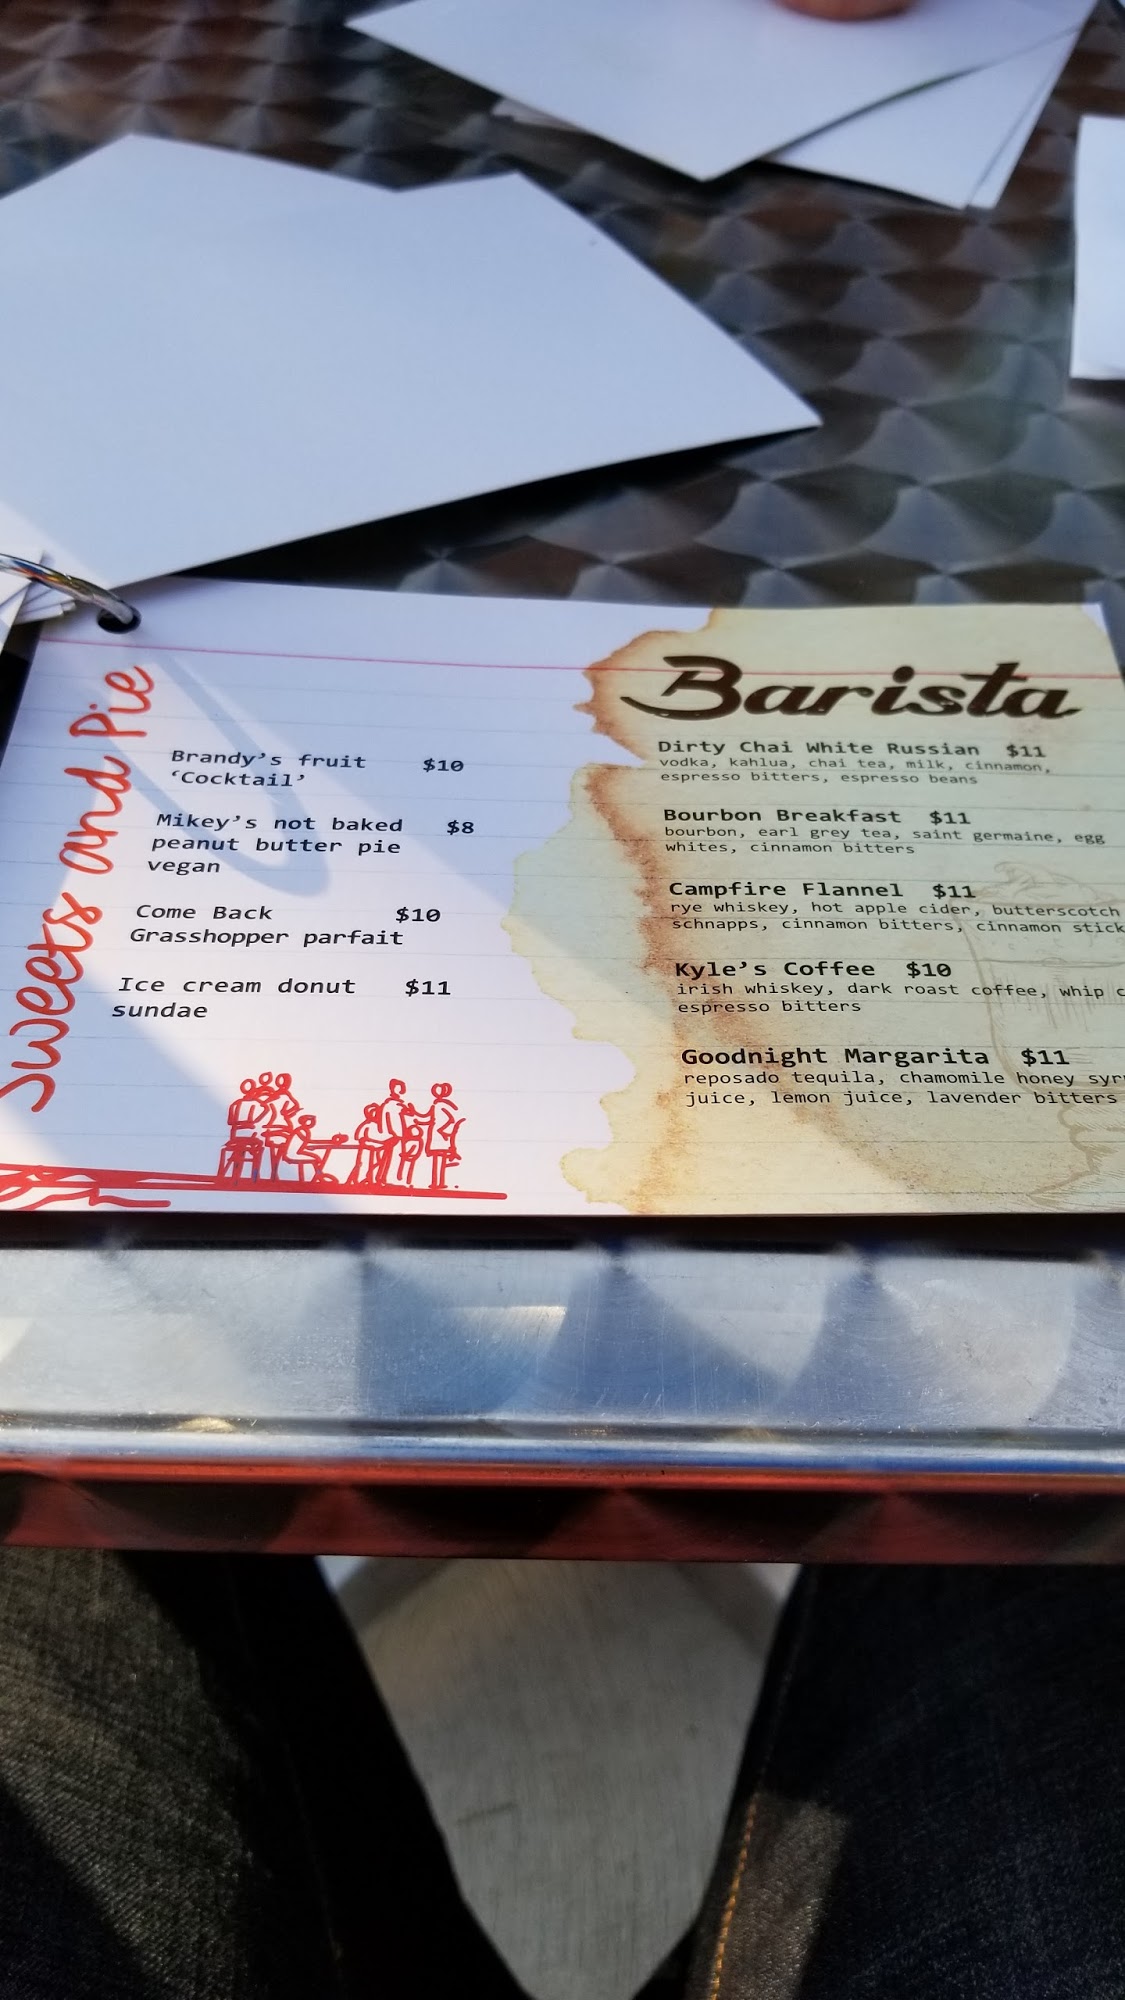 Sweets and Pie
Brandy's fruit $10
'Cocktail'
Mikey's not baked $8
peanut butter pie
vegan
Come Back $10
Grasshopper parfait
Ice cream donut $11
sundae
Barista
Dirty Chai White Russian $11
vodka, kahlua, chai tea, milk, cinnamon,
espresso bitters, espresso beans
Bourbon Breakfast $11
bourbon, earl grey tea, saint germaine, egg
whites, cinnamon bitters
Campfire Flannel $11
rye whiskey, hot apple cider, butterscotch
schnapps, cinnamon bitters, cinnamon stick
Kyle's Coffee $10
irish whiskey, dark roast coffee, whip
espresso bitters
Goodnight Margarita $11
reposado tequila, chamomile honey
juice, lemon juice, lavender bitters